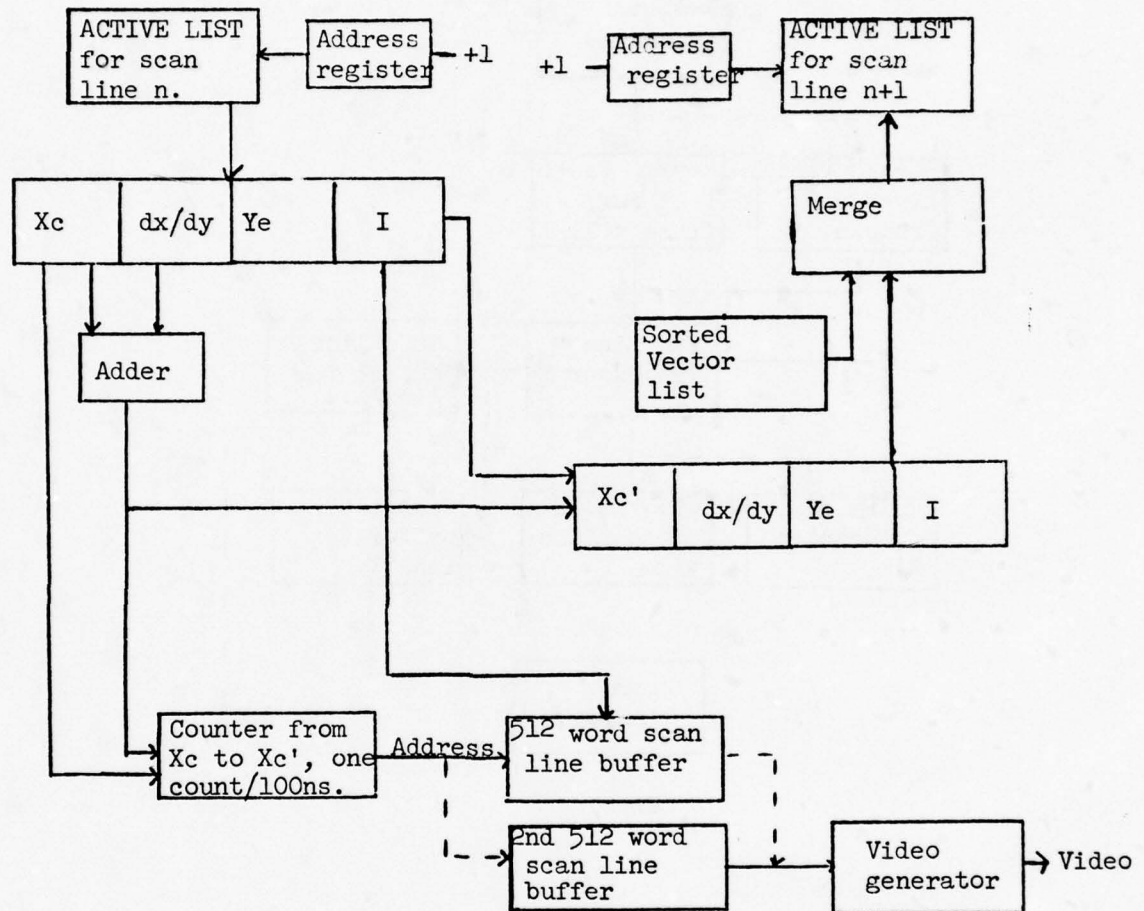 ACTIVE LIST
for scan
line n.
Address
register
+1
+1
Address
register
ACTIVE LIST
for scan
line n+1
Xc
dx/dy
Ye
I
Merge
Adder
Sorted
Vector
list
Xc'
dx/dy
Ye
I
Counter from
Xc to Xc', one
count/100ns.
Address
512 word scan
line buffer
2nd 512 word
scan line
buffer
Video
generator
Video